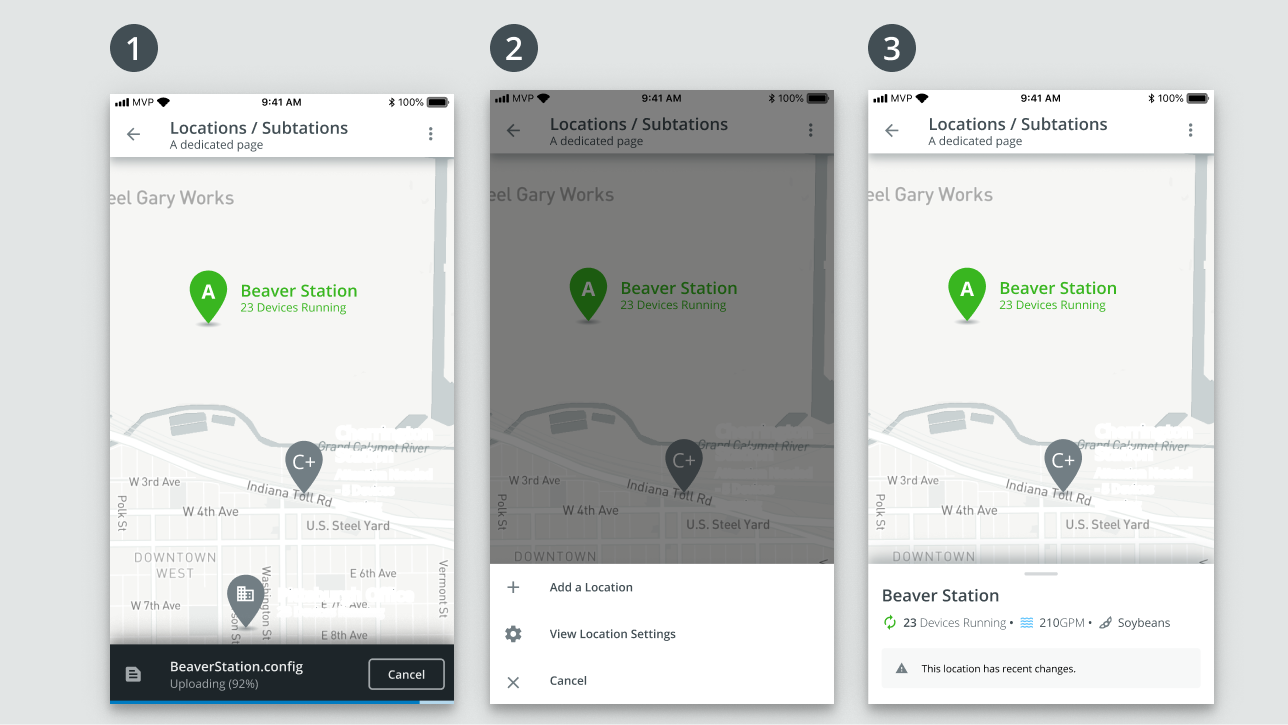 1
MVP 9:41 AM 100%
Locations / Subtations
A dedicated page
eel Gary Works
A
Beaver Station
23 Devices Running
Grand Calumet River
C+
W 3rd Ave
Indiana Toll Rd
Polk St
W 4th Ave
U.S. Steel Yard
DOWNTOWN
WEST
E 6th Ave
Washington St
Vermont St
W 7th Ave
E 7th Ave
son St
E 8th Ave
BeaverStation.config
Uploading (92%)
Cancel
2
MVP 9:41 AM 100%
Locations / Subtations
A dedicated page
eel Gary Works
A
Beaver Station
23 Devices Running
Grand Calumet River
C+
W 3rd Ave
Indiana Toll Rd
Polk St
W 4th Ave
U.S. Steel Yard
DOWNTOWN
Add a Location
View Location Settings
Cancel
3
MVP 9:41 AM 100%
Locations / Subtations
A dedicated page
eel Gary Works
A
Beaver Station
23 Devices Running
Grand Calumet River
C+
W 3rd Ave
Indiana Toll Rd
Polk St
W 4th Ave
U.S. Steel Yard
DOWNTOWN
Beaver Station
23 Devices Running • 210GPM • Soybeans
This location has recent changes.